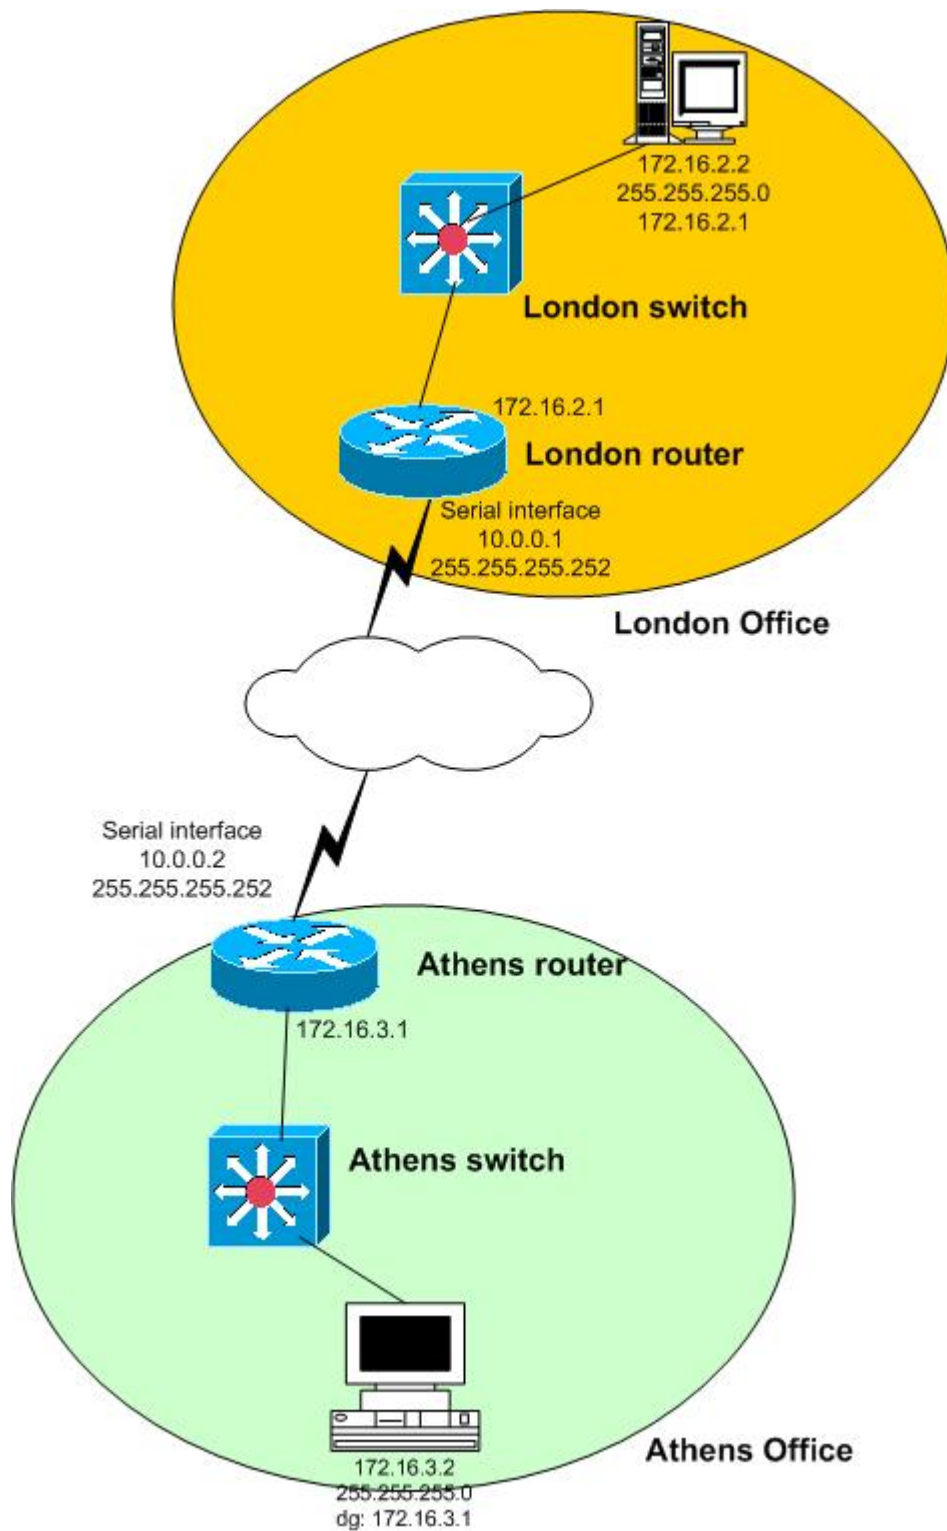 172.16.2.2
255.255.255.0
172.16.2.1
London switch
172.16.2.1
London router
Serial interface
10.0.0.1
255.255.255.252
London Office
Serial interface
10.0.0.2
255.255.255.252
Athens router
172.16.3.1
Athens switch
Athens Office
172.16.3.2
255.255.255.0
dg: 172.16.3.1